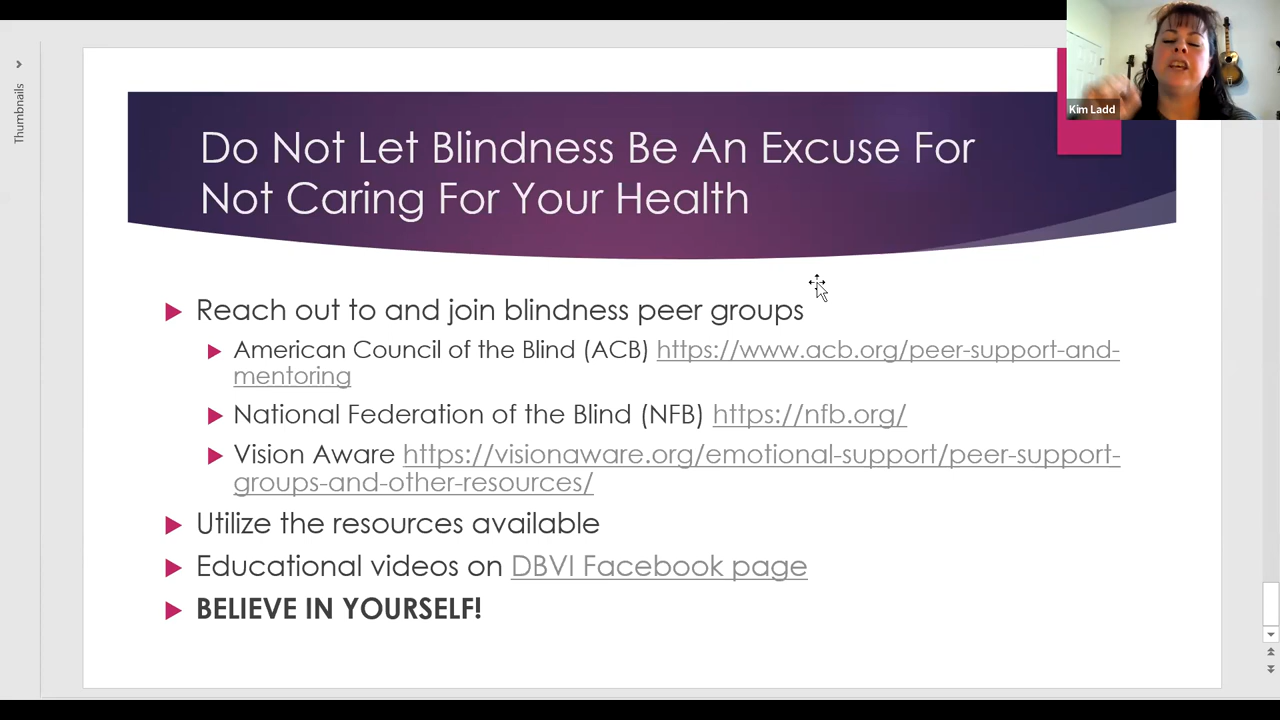 Thumbnails
Kim Ladd
Do Not Let Blindness Be An Excuse For
Not Caring For Your Health
Reach out to and join blindness peer groups
American Council of the Blind (ACB) https://www.acb.org/peer-support-and-
mentoring
National Federation of the Blind (NFB) https://nfb.org/
Vision Aware https://visionaware.org/emotional-support/peer-support-
groups-and-other-resources/
Utilize the resources available
Educational videos on DBVI Facebook page
BELIEVE IN YOURSELF!